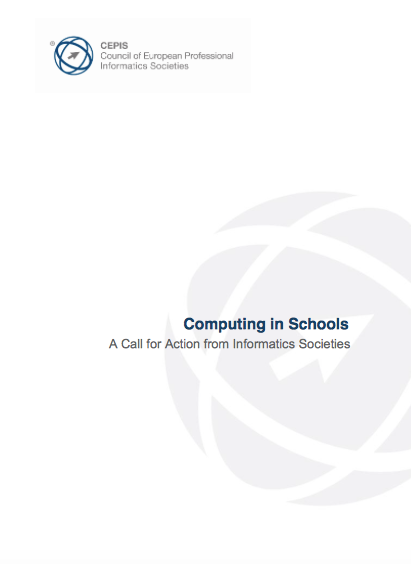 CEPIS
Council of European Professional
Informatics Societies
Computing in Schools
A Call for Action from Informatics Societies